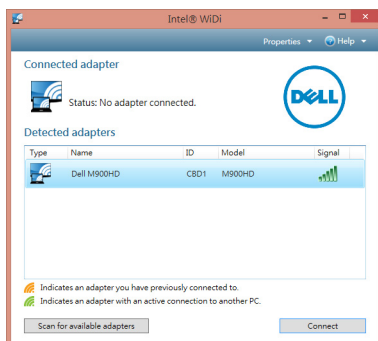 Intel® WiDi
Properties Help
Connected adapter
Status: No adapter connected.
DELL
Detected adapters
Type Name ID Model Signal
Dell M900HD CBD1 M900HD
Indicates an adapter you have previously connected to.
Indicates an adapter with an active connection to another PC.
Scan for available adapters Connect